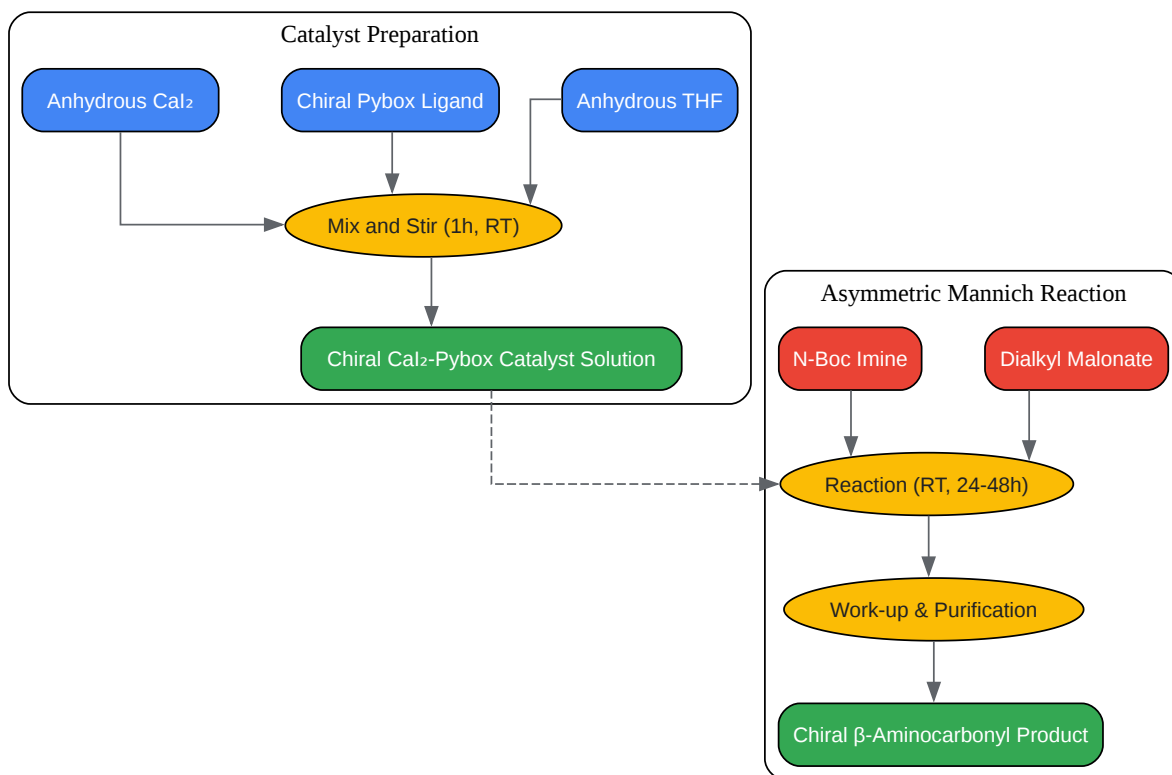 Catalyst Preparation
Anhydrous CaI₂
Chiral Pybox Ligand
Anhydrous THF
Mix and Stir (1h, RT)
Chiral CaI₂-Pybox Catalyst Solution
Asymmetric Mannich Reaction
N-Boc Imine
Dialkyl Malonate
Reaction (RT, 24-48h)
Work-up & Purification
Chiral β-Aminocarbonyl Product